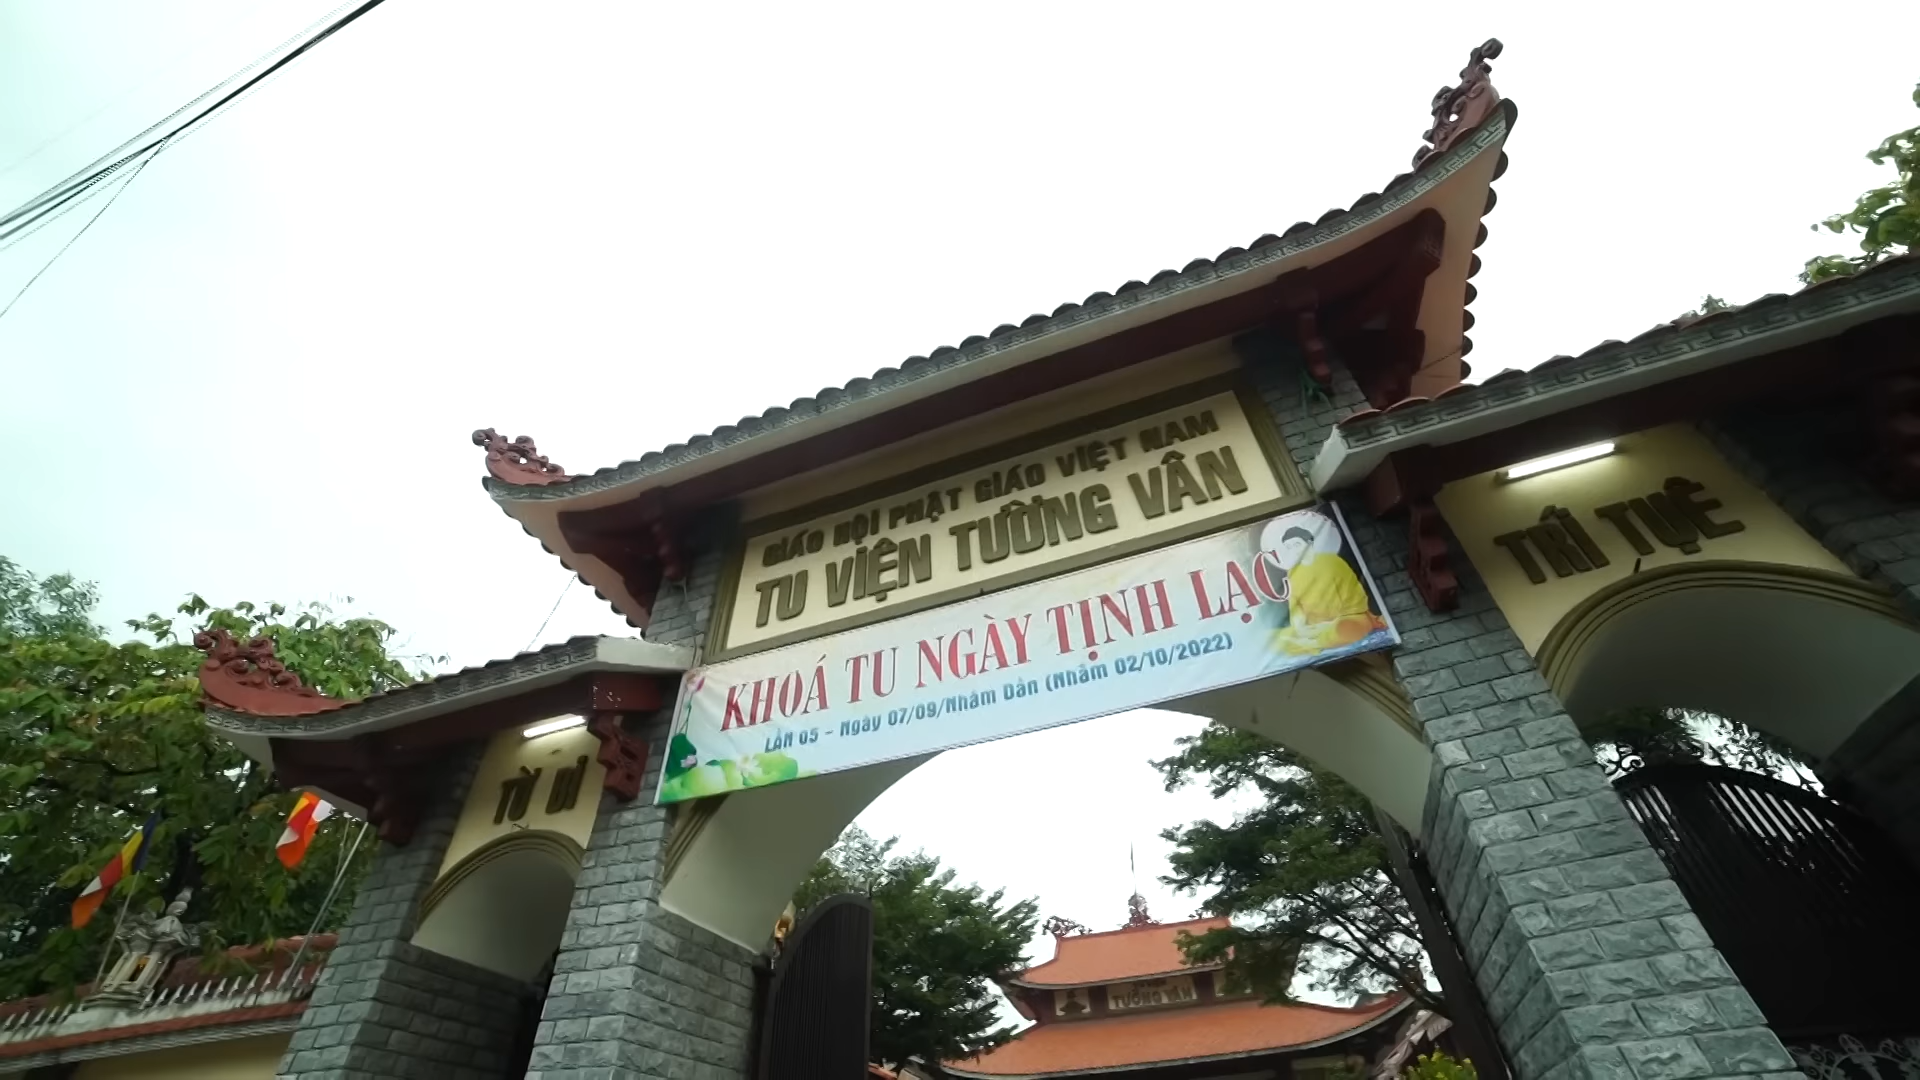 GIÁO HỘI PHẬT GIÁO VIỆT NAM
TU VIỆN TƯỜNG VÂN
KHOÁ TU NGÀY TỊNH LẠC
LẦN 05 - Ngày 07/09/Nhâm Dần (Nhằm 02/10/2022)
TỪ BI
TRÍ TUỆ
TƯỜNG VÂN